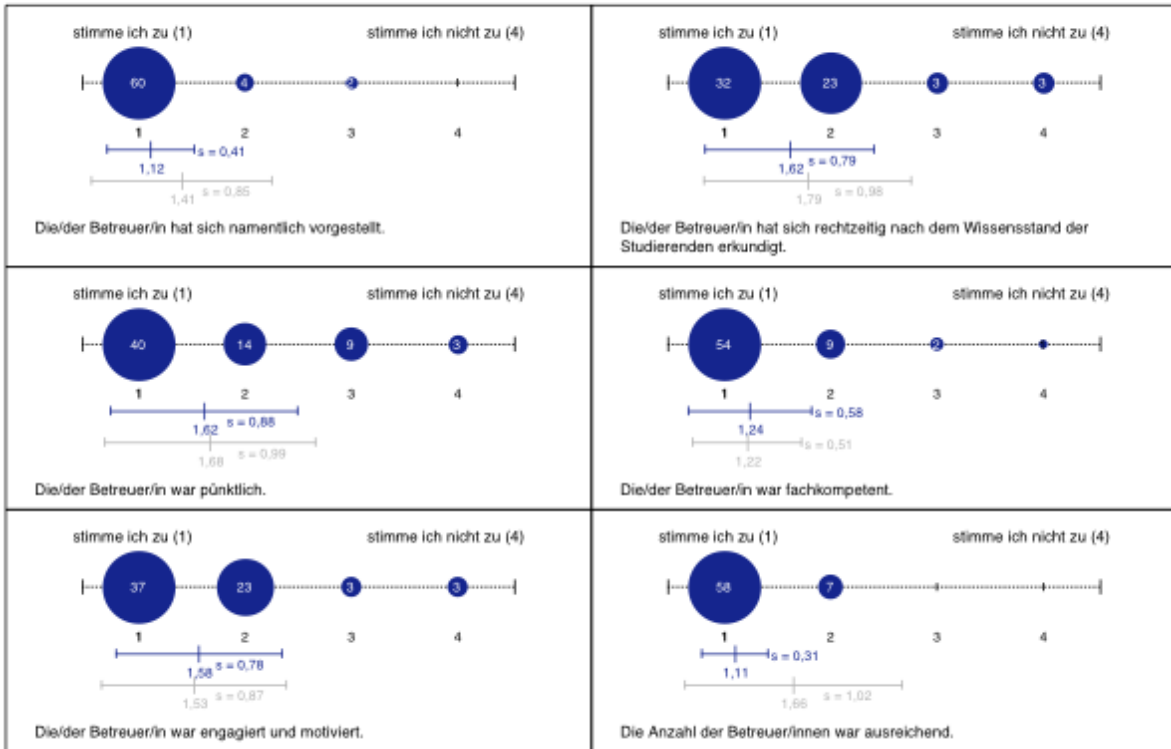 stimme ich zu (1) stimme ich nicht zu (4)
60 4 2
1 2 3 4
s = 0,41
1,12
s = 0,85
1,41
Die/der Betreuer/in hat sich namentlich vorgestellt.
stimme ich zu (1) stimme ich nicht zu (4)
32 23 3 3
1 2 3 4
s = 0,79
1,62
s = 0,98
1,79
Die/der Betreuer/in hat sich rechtzeitig nach dem Wissensstand der
Studierenden erkundigt.
stimme ich zu (1) stimme ich nicht zu (4)
40 14 9 3
1 2 3 4
s = 0,88
1,62
s = 0,99
1,68
Die/der Betreuer/in war pünktlich.
stimme ich zu (1) stimme ich nicht zu (4)
54 9 2
1 2 3 4
s = 0,58
1,24
s = 0,51
1,22
Die/der Betreuer/in war fachkompetent.
stimme ich zu (1) stimme ich nicht zu (4)
37 23 3 3
1 2 3 4
s = 0,78
1,58
s = 0,87
1,53
Die/der Betreuer/in war engagiert und motiviert.
stimme ich zu (1) stimme ich nicht zu (4)
58 7
1 2 3 4
s = 0,31
1,11
s = 1,02
1,66
Die Anzahl der Betreuer/innen war ausreichend.